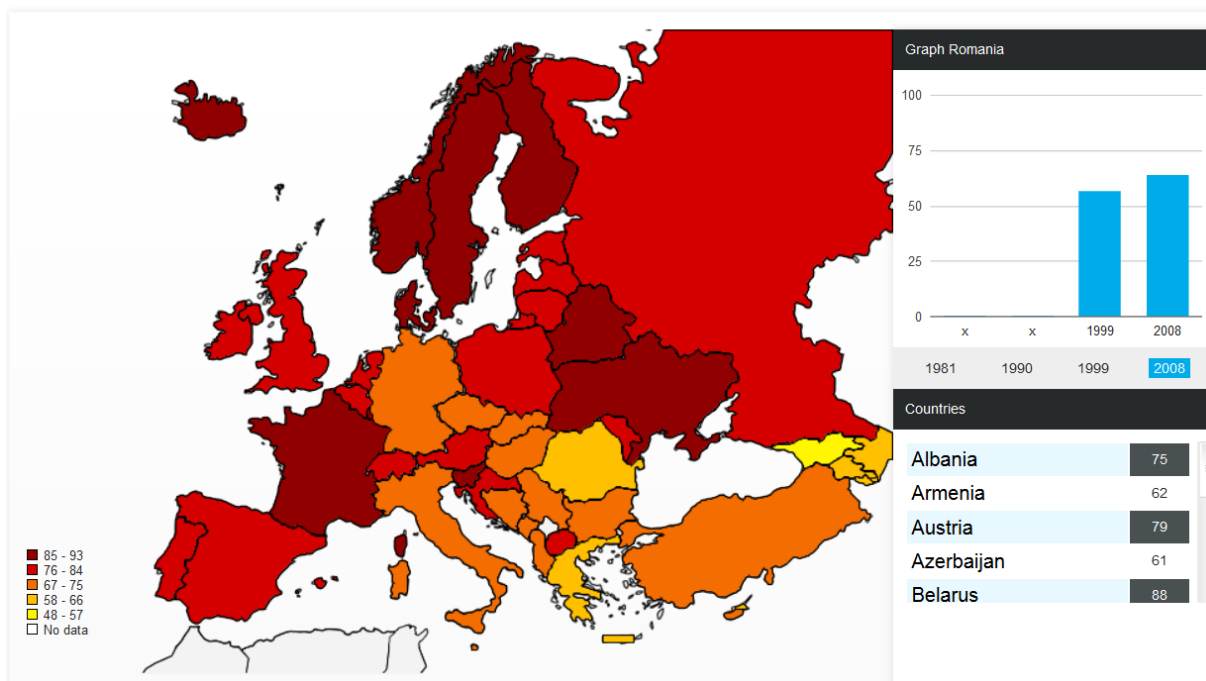 Graph Romania
100
75
50
25
0
x x 1999 2008
1981 1990 1999 2008
Countries
Albania 75
Armenia 62
Austria 79
Azerbaijan 61
Belarus 88
85 - 93
76 - 84
67 - 75
58 - 66
48 - 57
No data